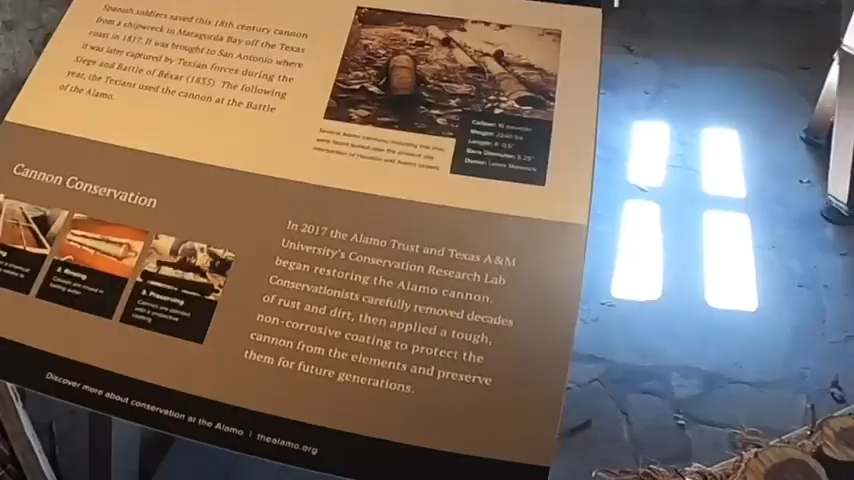 Spanish soldiers saved this 18th century cannon
from a shipwreck in Matagorda Bay off the Texas
coast in 1817. It was brought to San Antonio where
it was later captured by Texian forces during the
Siege and Battle of Béxar (1835). The following
year, the Texians used the cannon at the Battle
of the Alamo.
Cannon Conservation
2. Rinsing
3. Preserving
In 2017 the Alamo Trust and Texas A&M
University's Conservation Research Lab
began restoring the Alamo cannon.
Conservationists carefully removed decades
of rust and dirt, then applied a tough,
non-corrosive coating to protect the
cannon from the elements and preserve
them for future generations.
Discover more about conservation at the Alamo | thealamo.org